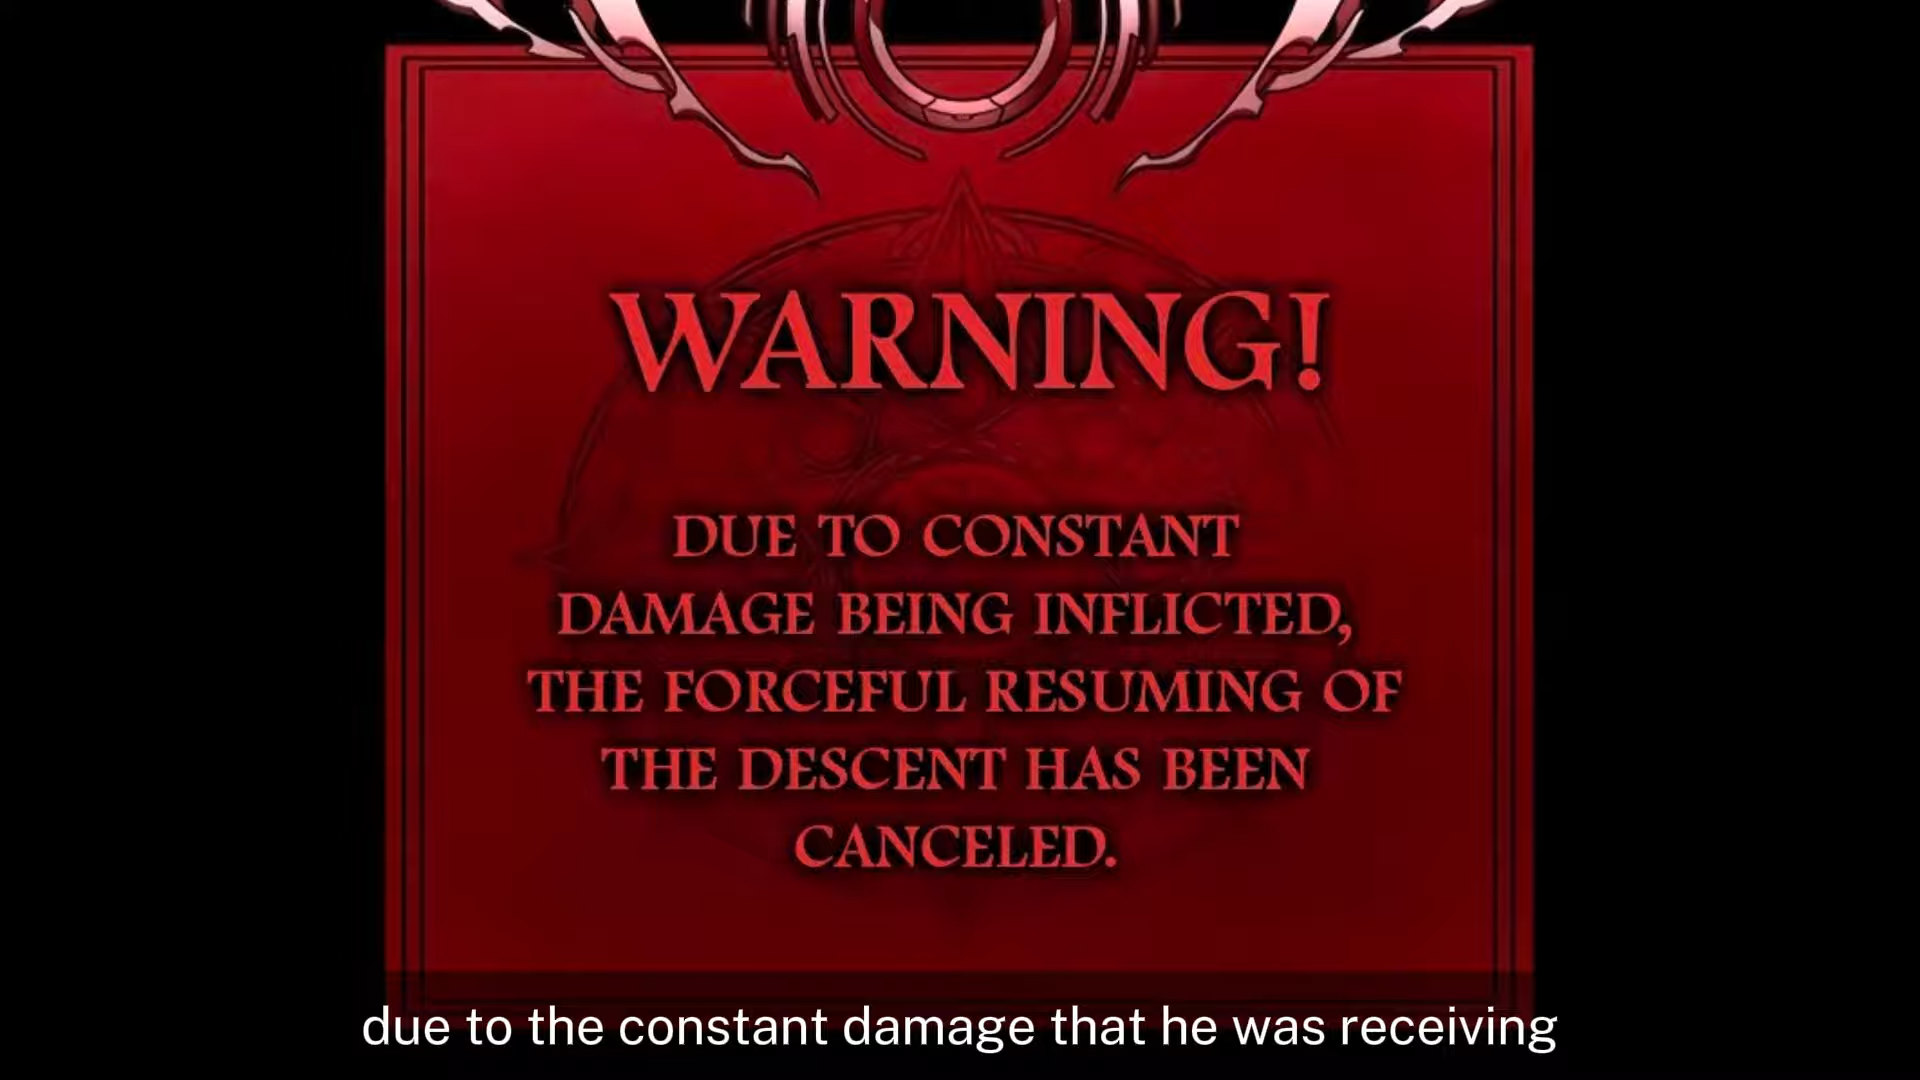 WARNING!
DUE TO CONSTANT
DAMAGE BEING INFLICTED,
THE FORCEFUL RESUMING OF
THE DESCENT HAS BEEN
CANCELED.
due to the constant damage that he was receiving